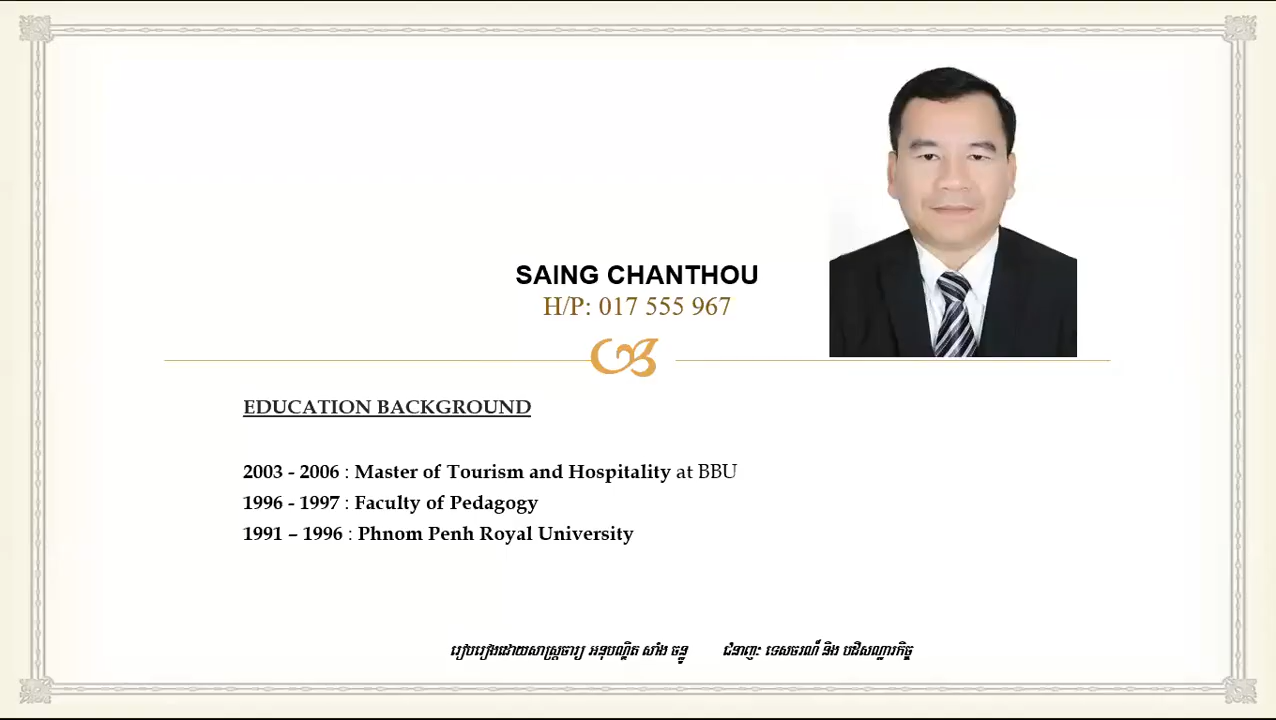 SAING CHANTHOU
H/P: 017 555 967
EDUCATION BACKGROUND
2003 - 2006 : Master of Tourism and Hospitality at BBU
1996 - 1997 : Faculty of Pedagogy
1991 – 1996 : Phnom Penh Royal University
រៀបរៀងដោយសាស្ត្រចារ្យ អនុបណ្ឌិត សាំង ចន្ធូ ជំនាញ: ទេសចរណ៍ និង បដិសណ្ឋារកិច្ច